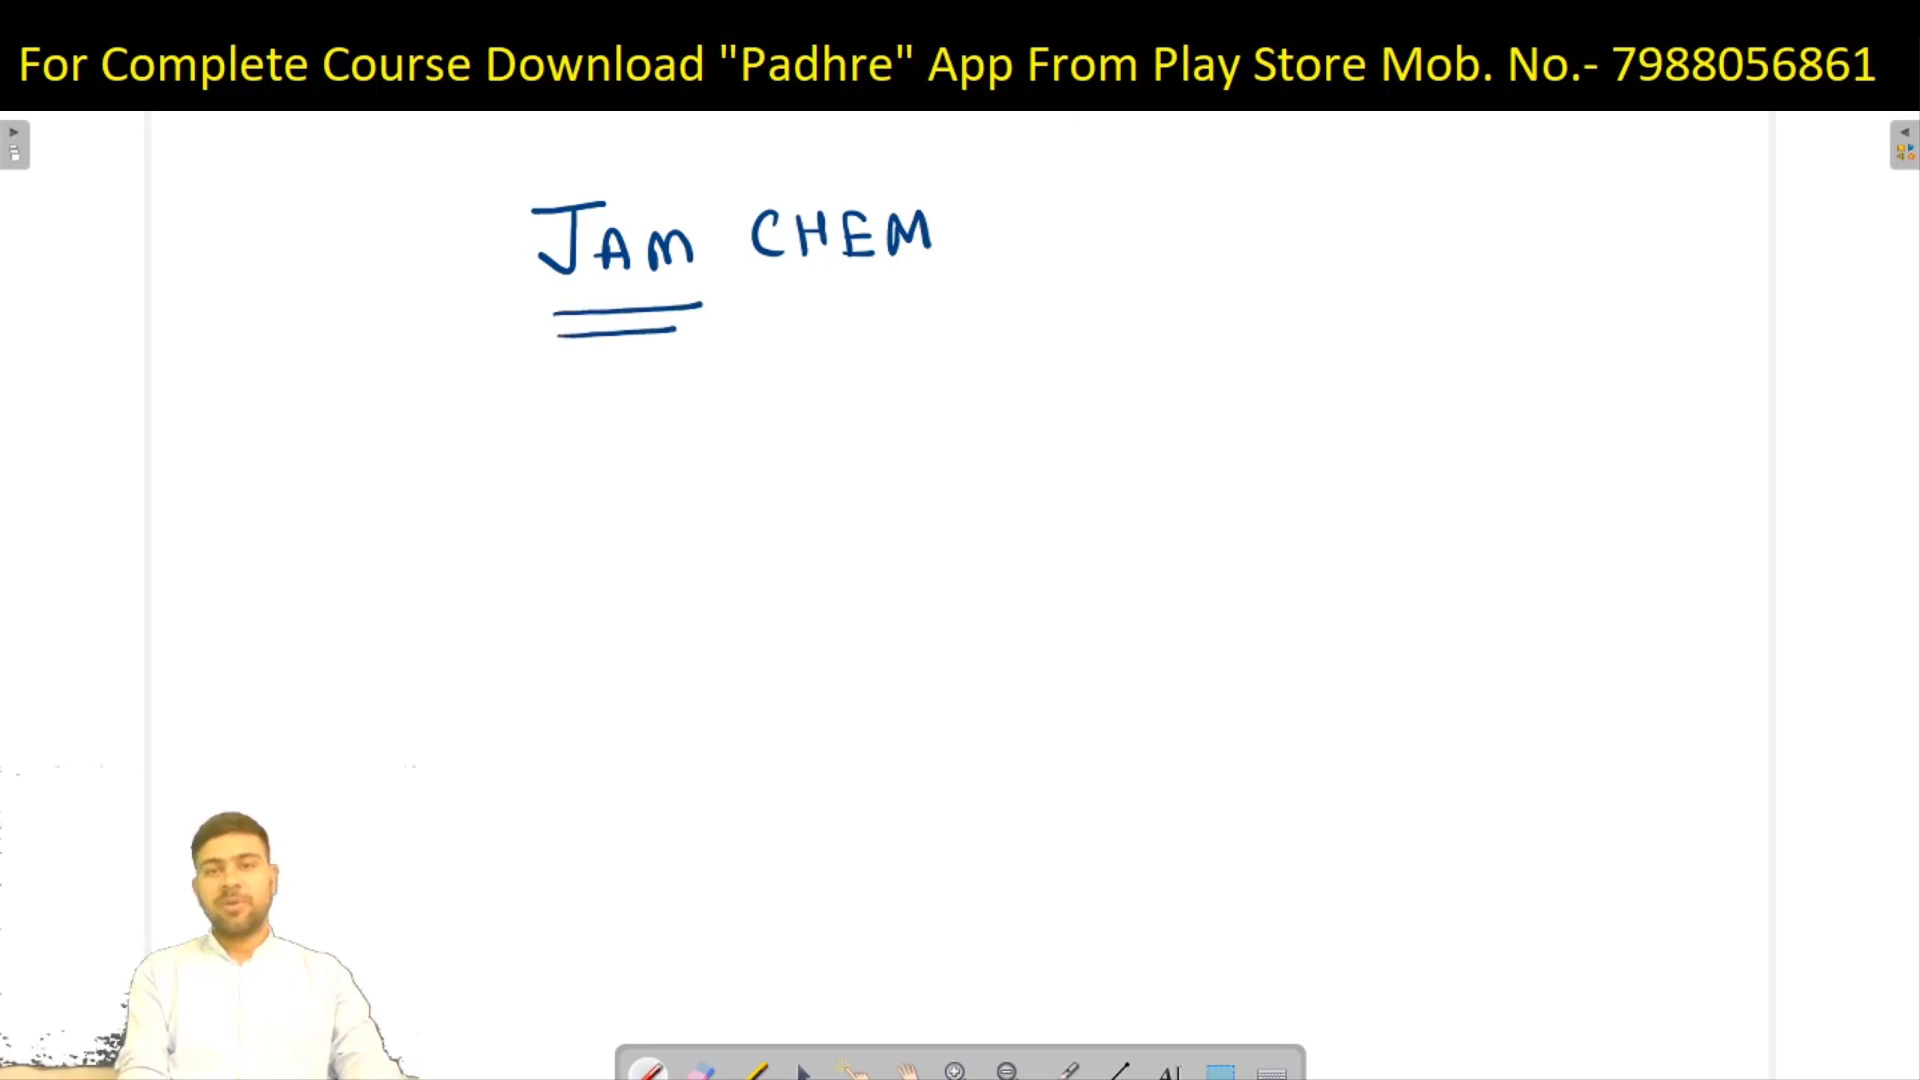 For Complete Course Download "Padhre" App From Play Store Mob. No.- 7988056861
JAM CHEM